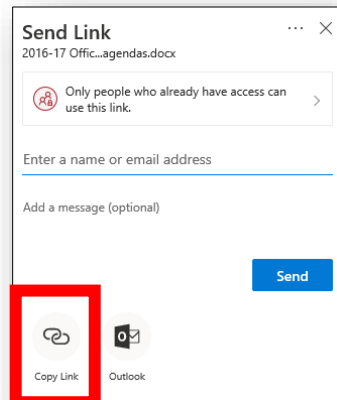 Send Link
2016-17 Offic...agendas.docx
Only people who already have access can
use this link.
Enter a name or email address
Add a message (optional)
Send
Copy Link
Outlook